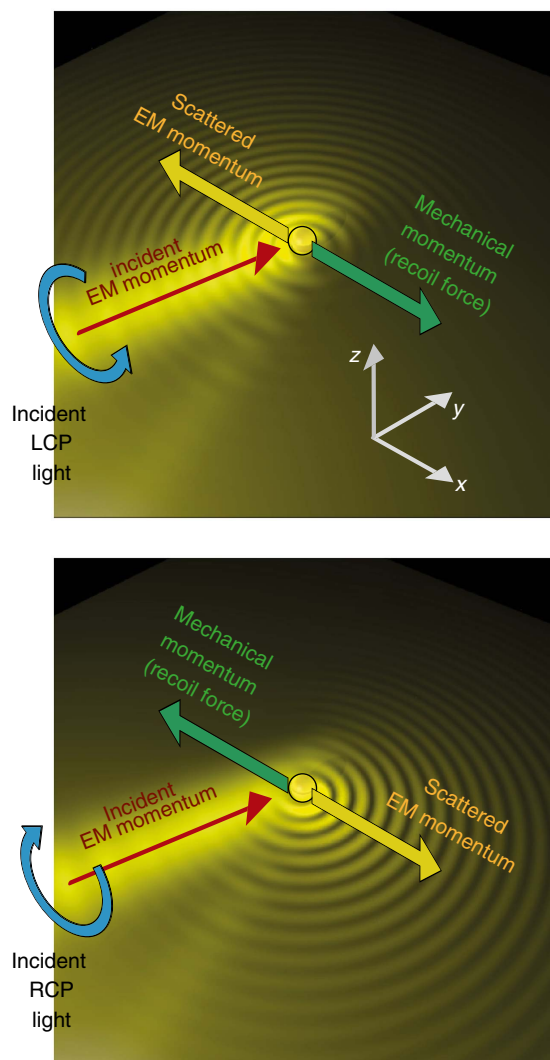 Scattered
EM momentum
Mechanical
momentum
(recoil force)
incident
EM momentum
z
y
x
Incident
LCP
light
Mechanical
momentum
(recoil force)
Incident
EM momentum
Scattered
EM momentum
Incident
RCP
light